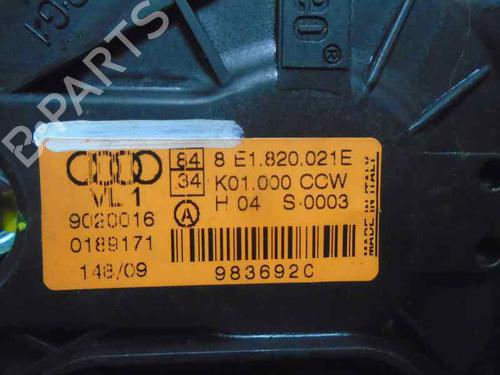 B-PARTS
84 8 E1.820.021E
34 K01.000 CCW
VL 1
A H 04 S.0003
9020016
0189171
148/09
983692C
MADE IN ITALY